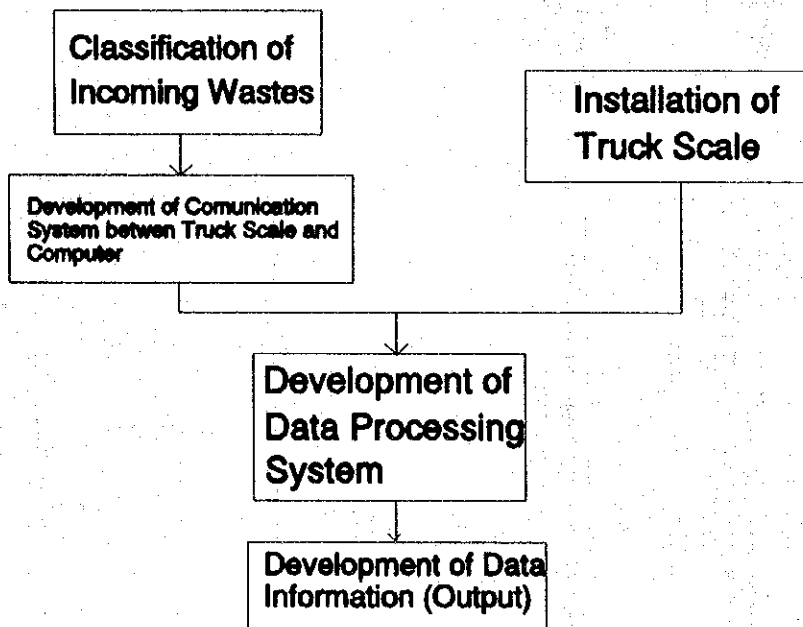 Classification of
Incoming Wastes
Installation of
Truck Scale
Development of Comunication
System betwen Truck Scale and
Computer
Development of
Data Processing
System
Development of Data
Information (Output)